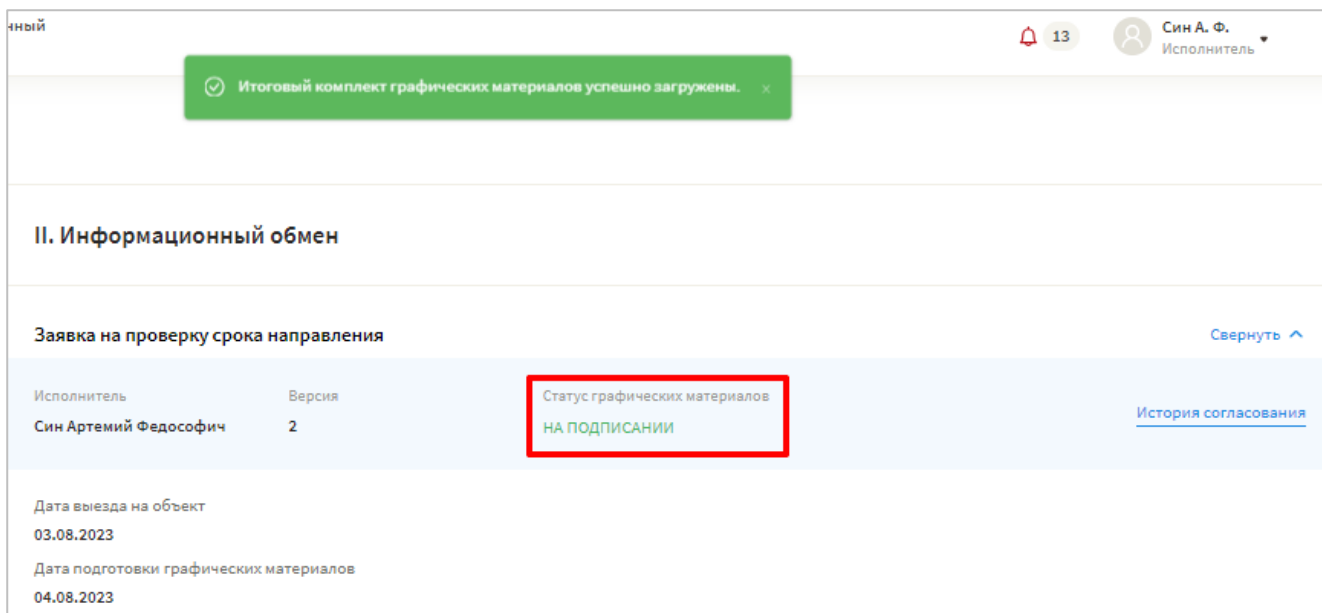 нный
13
Син А. Ф.
Исполнитель
Итоговый комплект графических материалов успешно загружены. ×
II. Информационный обмен
Заявка на проверку срока направления
Свернуть
Исполнитель
Версия
Статус графических материалов
Син Артемий Федософич
2
НА ПОДПИСАНИИ
История согласования
Дата выезда на объект
03.08.2023
Дата подготовки графических материалов
04.08.2023